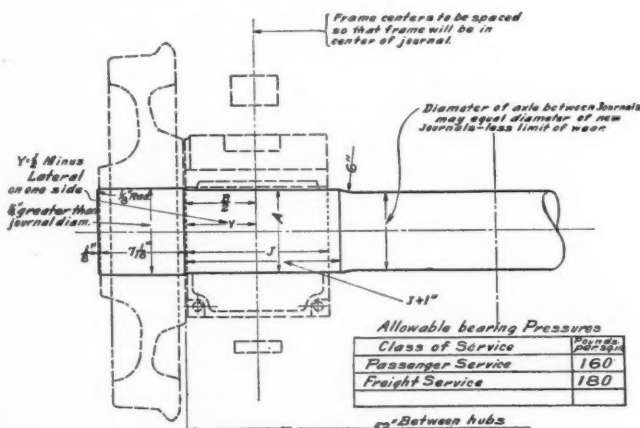 Frame centers to be spaced
so that frame will be in
center of journal.
Diameter of axle between Journals
may equal diameter of new
Journals-less limit of wear.
Minus
Lateral
on one side
greater than
journal diam.
1/8" Rad.
B/2
Y
A
J
6"
1/8"
J+1"
Allowable bearing Pressures
Class of Service
Pounds
per sq.in.
Passenger Service 160
Freight Service 180
Between hubs